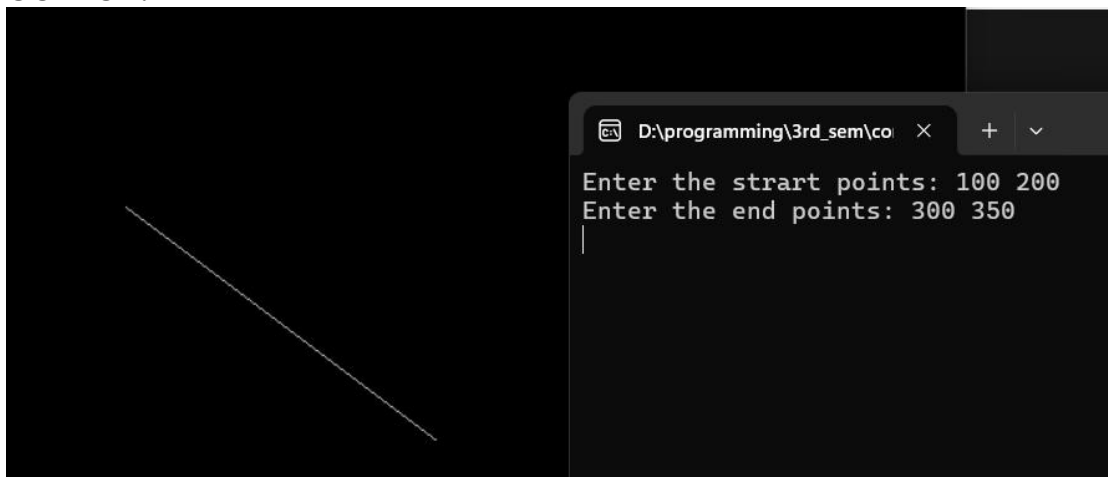 D:\programming\3rd_sem\co
Enter the strart points: 100 200
Enter the end points: 300 350